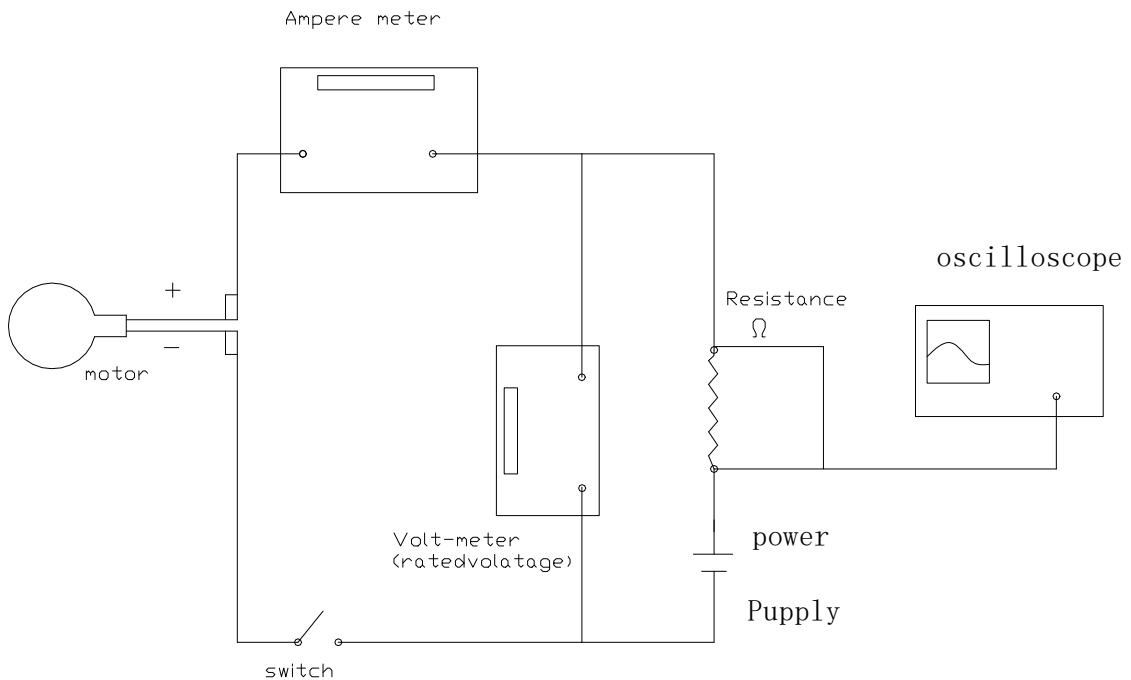 Ampere meter
oscilloscope
+
Resistance
Ω
−
motor
Volt-meter
(ratedvolatage)
power
Pupply
switch